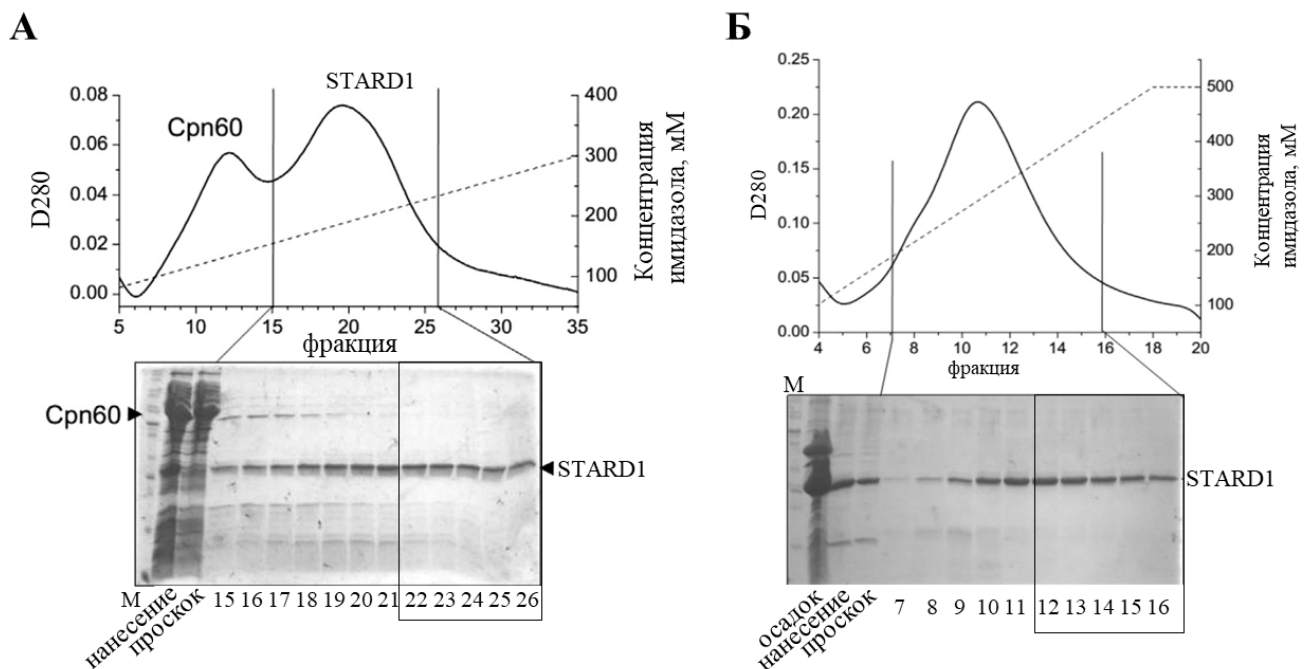 А
STARD1
Cpn60
0.08
0.06
0.04
0.02
0.00
D280
400
300
200
100
Концентрация
имидазола, мМ
5 10 15 20 25 30 35
фракция
Cpn60
STARD1
М
нанесение
проскок
15 16 17 18 19 20 21 22 23 24 25 26
Б
0.25
0.20
0.15
0.10
0.05
0.00
D280
500
400
300
200
100
Концентрация
имидазола, мМ
4 6 8 10 12 14 16 18 20
фракция
М
STARD1
осадок
нанесение
проскок
7 8 9 10 11 12 13 14 15 16